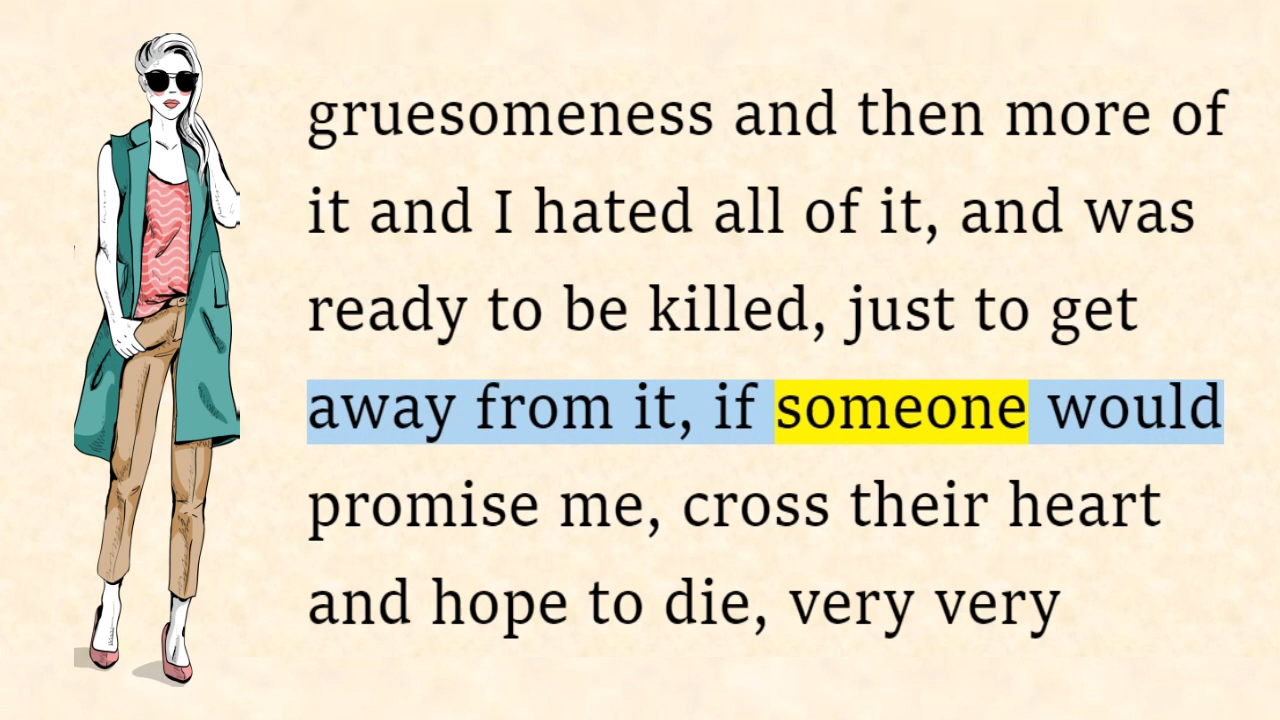 gruesomeness and then more of
it and I hated all of it, and was
ready to be killed, just to get
away from it, if someone would
promise me, cross their heart
and hope to die, very very